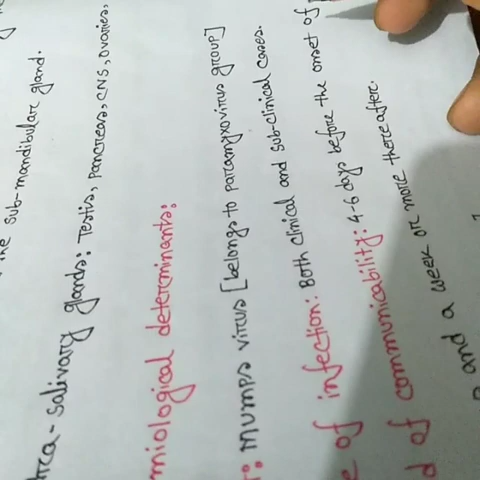 the sub-mandibular gland.
tra-salivary glands: Testis, pancreas, CNS, ovaries,
miological determinants:
r: Mumps virus [belongs to paramyxovirus group]
e of infection: Both clinical and sub-clinical cases.
d of communicability: 4-6 days before the onset of
and a week or more thereafter.